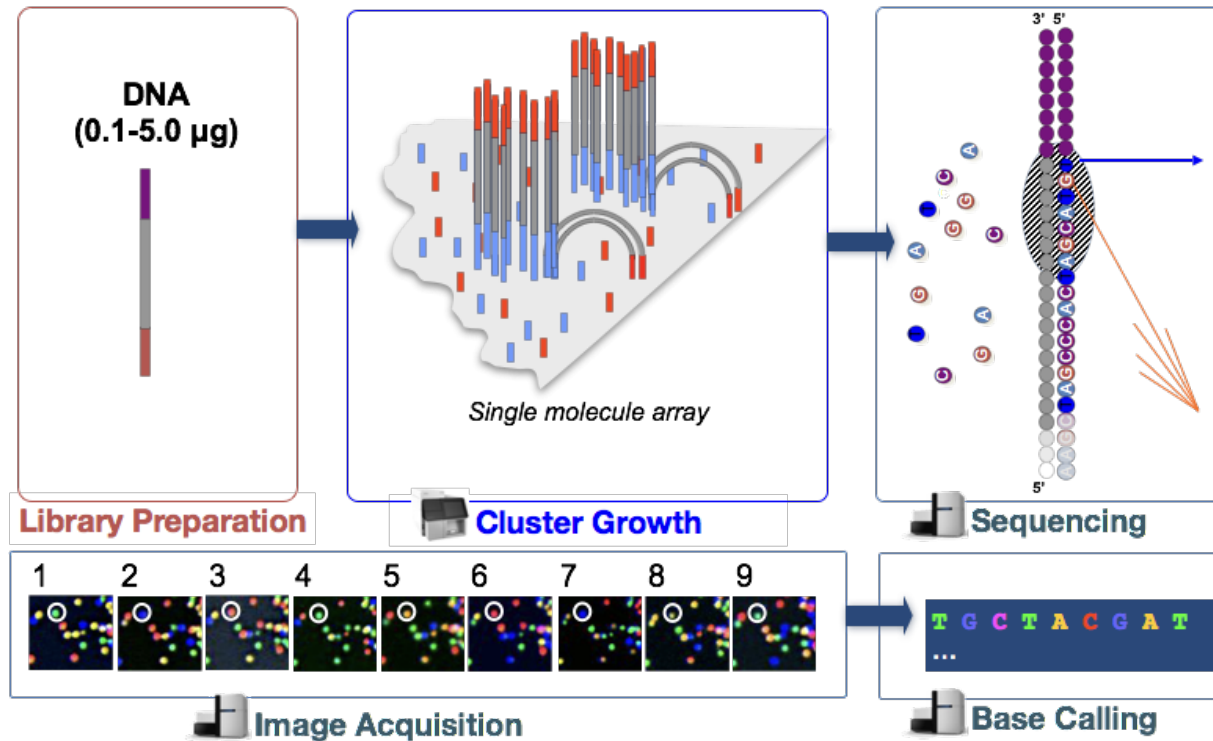 DNA
(0.1-5.0 µg)
Library Preparation
Single molecule array
Cluster Growth
3' 5'
A
C
G
G
C
A
G
A
G
C
G
A
C
G
A
C
A
C
C
C
G
A
C
G
A
A
5'
Sequencing
1 2 3 4 5 6 7 8 9
Image Acquisition
T G C T A C G A T
...
Base Calling